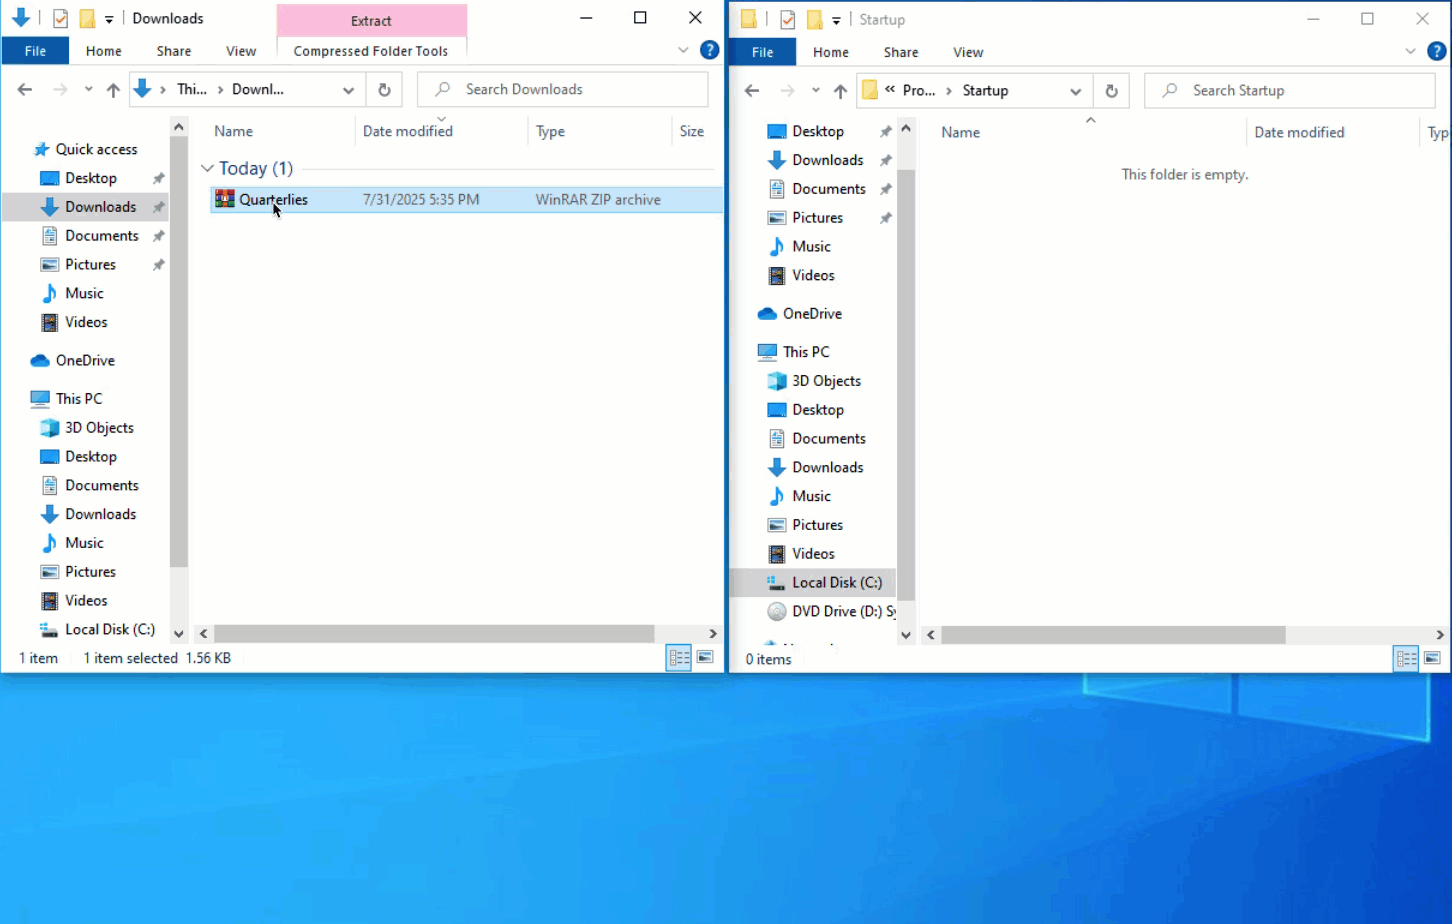 Downloads
Extract
File
Home
Share
View
Compressed Folder Tools
?
Thi...
Downl...
Search Downloads
Name
Date modified
Type
Size
Quick access
Desktop
Downloads
Documents
Pictures
Music
Videos
OneDrive
This PC
3D Objects
Desktop
Documents
Downloads
Music
Pictures
Videos
Local Disk (C:)
Today (1)
Quarterlies
7/31/2025 5:35 PM
WinRAR ZIP archive
1 item
1 item selected
1.56 KB
Startup
File
Home
Share
View
?
« Pro...
Startup
Search Startup
Desktop
Downloads
Documents
Pictures
Music
Videos
OneDrive
This PC
3D Objects
Desktop
Documents
Downloads
Music
Pictures
Videos
Local Disk (C:)
DVD Drive (D:) Sy
Name
Date modified
Typ
This folder is empty.
0 items